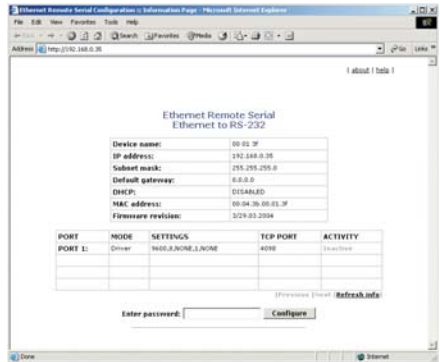 Ethernet Remote Serial Configuration :: Information Page - Microsoft Internet Explorer
File Edit View Favorites Tools Help
Search Favorites Media
Address http://192.168.0.35 Go Links »
| about | help |
Ethernet Remote Serial
Ethernet to RS-232
Device name: 00 01 3F
IP address: 192.168.0.35
Subnet mask: 255.255.255.0
Default gateway: 0.0.0.0
DHCP: DISABLED
MAC address: 00.04.3b.00.01.3f
Firmware revision: 3/29.03.2004
PORT MODE SETTINGS TCP PORT ACTIVITY
PORT 1: Driver 9600,8,NONE,1,NONE 4098 Inactive
|Previous |next |Refresh info|
Enter password: Configure
Done Internet